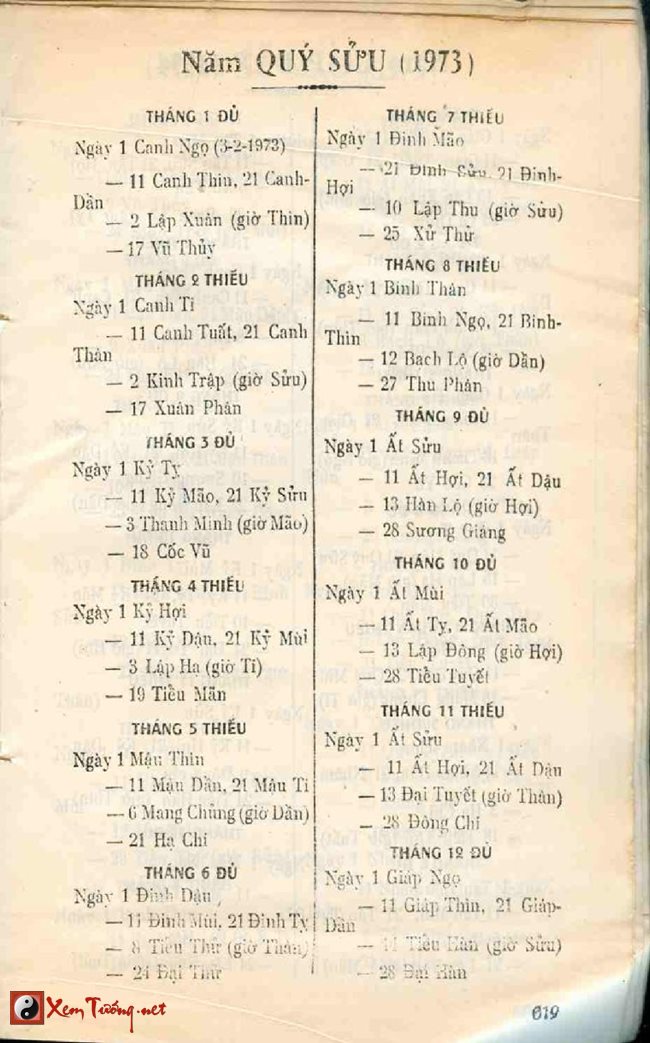 Năm QUÝ SỬU (1973)
THÁNG 1 ĐỦ
Ngày 1 Canh Ngọ (3-2-1973)
— 11 Canh Thìn, 21 Canh-
Dần
— 2 Lập Xuân (giờ Thìn)
— 17 Vũ Thủy
THÁNG 2 THIẾU
Ngày 1 Canh Tí
— 11 Canh Tuất, 21 Canh
Thân
— 2 Kinh Trập (giờ Sửu)
— 17 Xuân Phân
THÁNG 3 ĐỦ
Ngày 1 Kỷ Tỵ
— 11 Kỷ Mão, 21 Kỷ Sửu
— 3 Thanh Minh (giờ Mão)
— 18 Cốc Vũ
THÁNG 4 THIẾU
Ngày 1 Kỷ Hợi
— 11 Kỷ Dậu, 21 Kỷ Mùi
— 3 Lập Hạ (giờ Tí)
— 19 Tiểu Mãn
THÁNG 5 THIẾU
Ngày 1 Mậu Thìn
— 11 Mậu Dần, 21 Mậu Tí
— 6 Mang Chủng (giờ Dần)
— 21 Hạ Chí
THÁNG 6 ĐỦ
Ngày 1 Đinh Dậu
— 11 Đinh Mùi, 21 Đinh Tỵ
— 8 Tiểu Thử (giờ Thân)
— 24 Đại Thử
THÁNG 7 THIẾU
Ngày 1 Đinh Mão
— 21 Đinh Sửu, 21 Đinh-
Hợi
— 10 Lập Thu (giờ Sửu)
— 25 Xử Thử
THÁNG 8 THIẾU
Ngày 1 Bính Thân
— 11 Bính Ngọ, 21 Bính-
Thìn
— 12 Bạch Lộ (giờ Dần)
— 27 Thu Phân
THÁNG 9 ĐỦ
Ngày 1 Ất Sửu
— 11 Ất Hợi, 21 Ất Dậu
— 13 Hàn Lộ (giờ Hợi)
— 28 Sương Giáng
THÁNG 10 ĐỦ
Ngày 1 Ất Mùi
— 11 Ất Tỵ, 21 Ất Mão
— 13 Lập Đông (giờ Hợi)
— 28 Tiểu Tuyết
THÁNG 11 THIẾU
Ngày 1 Ất Sửu
— 11 Ất Hợi, 21 Ất Dậu
— 13 Đại Tuyết (giờ Thân)
— 28 Đông Chí
THÁNG 12 ĐỦ
Ngày 1 Giáp Ngọ
— 11 Giáp Thìn, 21 Giáp-
Dần
— Tiểu Hàn (giờ Sửu)
— 28 Đại Hàn
XemTướng.net
619